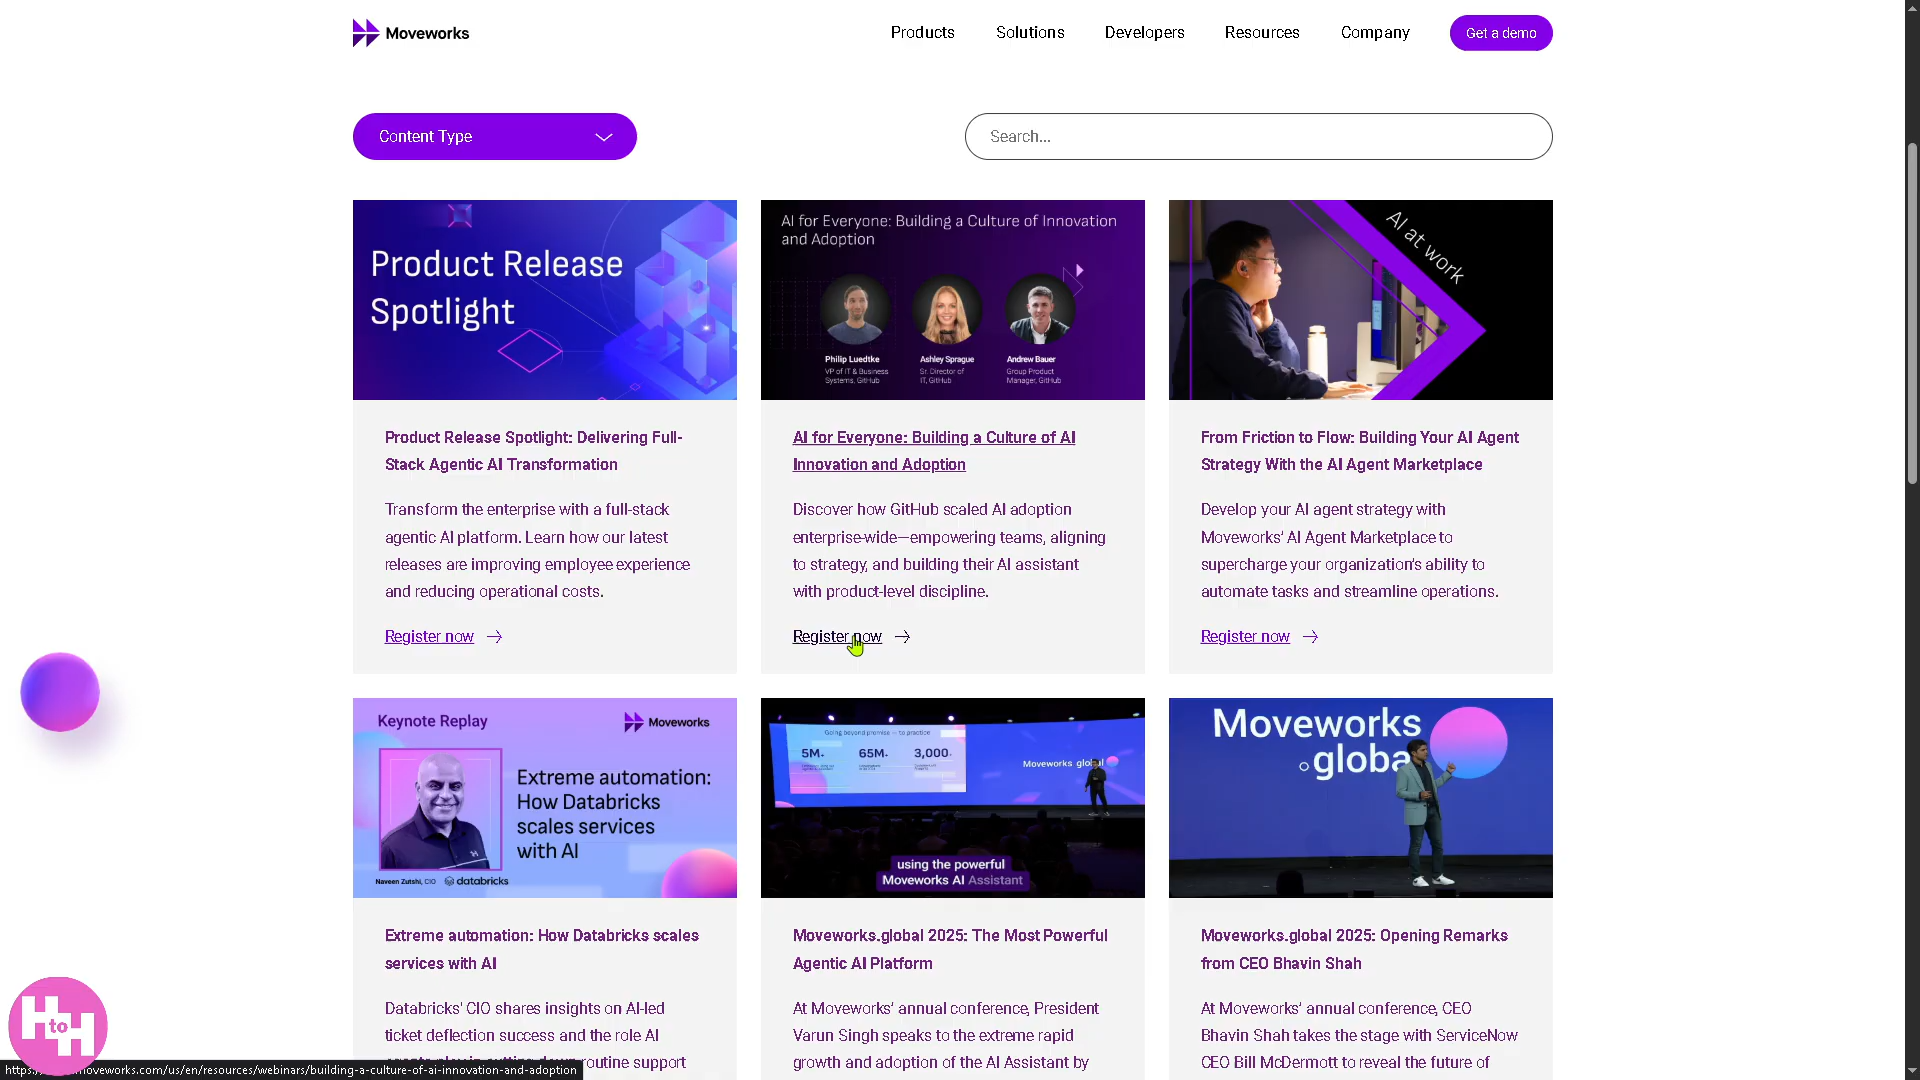 Moveworks
Products
Solutions
Developers
Resources
Company
Get a demo
Content Type
Search...
Product Release
Spotlight
AI for Everyone: Building a Culture of Innovation
and Adoption
Philip Luedtke
Ashley Sprague
Andrew Bauer
VP of IT & Business
Systems, GitHub
Sr. Director of
IT, GitHub
Group Product
Manager, GitHub
AI at work
Product Release Spotlight: Delivering Full-
Stack Agentic AI Transformation
Transform the enterprise with a full-stack
agentic AI platform. Learn how our latest
releases are improving employee experience
and reducing operational costs.
Register now
AI for Everyone: Building a Culture of AI
Innovation and Adoption
Discover how GitHub scaled AI adoption
enterprise-wide—empowering teams, aligning
to strategy, and building their AI assistant
with product-level discipline.
Register now
From Friction to Flow: Building Your AI Agent
Strategy With the AI Agent Marketplace
Develop your AI agent strategy with
Moveworks' AI Agent Marketplace to
supercharge your organization's ability to
automate tasks and streamline operations.
Register now
Keynote Replay
Moveworks
Extreme automation:
How Databricks
scales services
with AI
Naveen Zutshi, CIO
databricks
Going beyond promise — to practice
5M+
65M+
3,000+
Moveworks global
using the powerful
Moveworks AI Assistant
Moveworks
global
Extreme automation: How Databricks scales
services with AI
Databricks' CIO shares insights on AI-led
ticket deflection success and the role AI
routine support
Moveworks.global 2025: The Most Powerful
Agentic AI Platform
At Moveworks' annual conference, President
Varun Singh speaks to the extreme rapid
growth and adoption of the AI Assistant by
Moveworks.global 2025: Opening Remarks
from CEO Bhavin Shah
At Moveworks' annual conference, CEO
Bhavin Shah takes the stage with ServiceNow
CEO Bill McDermott to reveal the future of
H to H
https:/
moveworks.com/us/en/resources/webinars/building-a-culture-of-ai-innovation-and-adoption